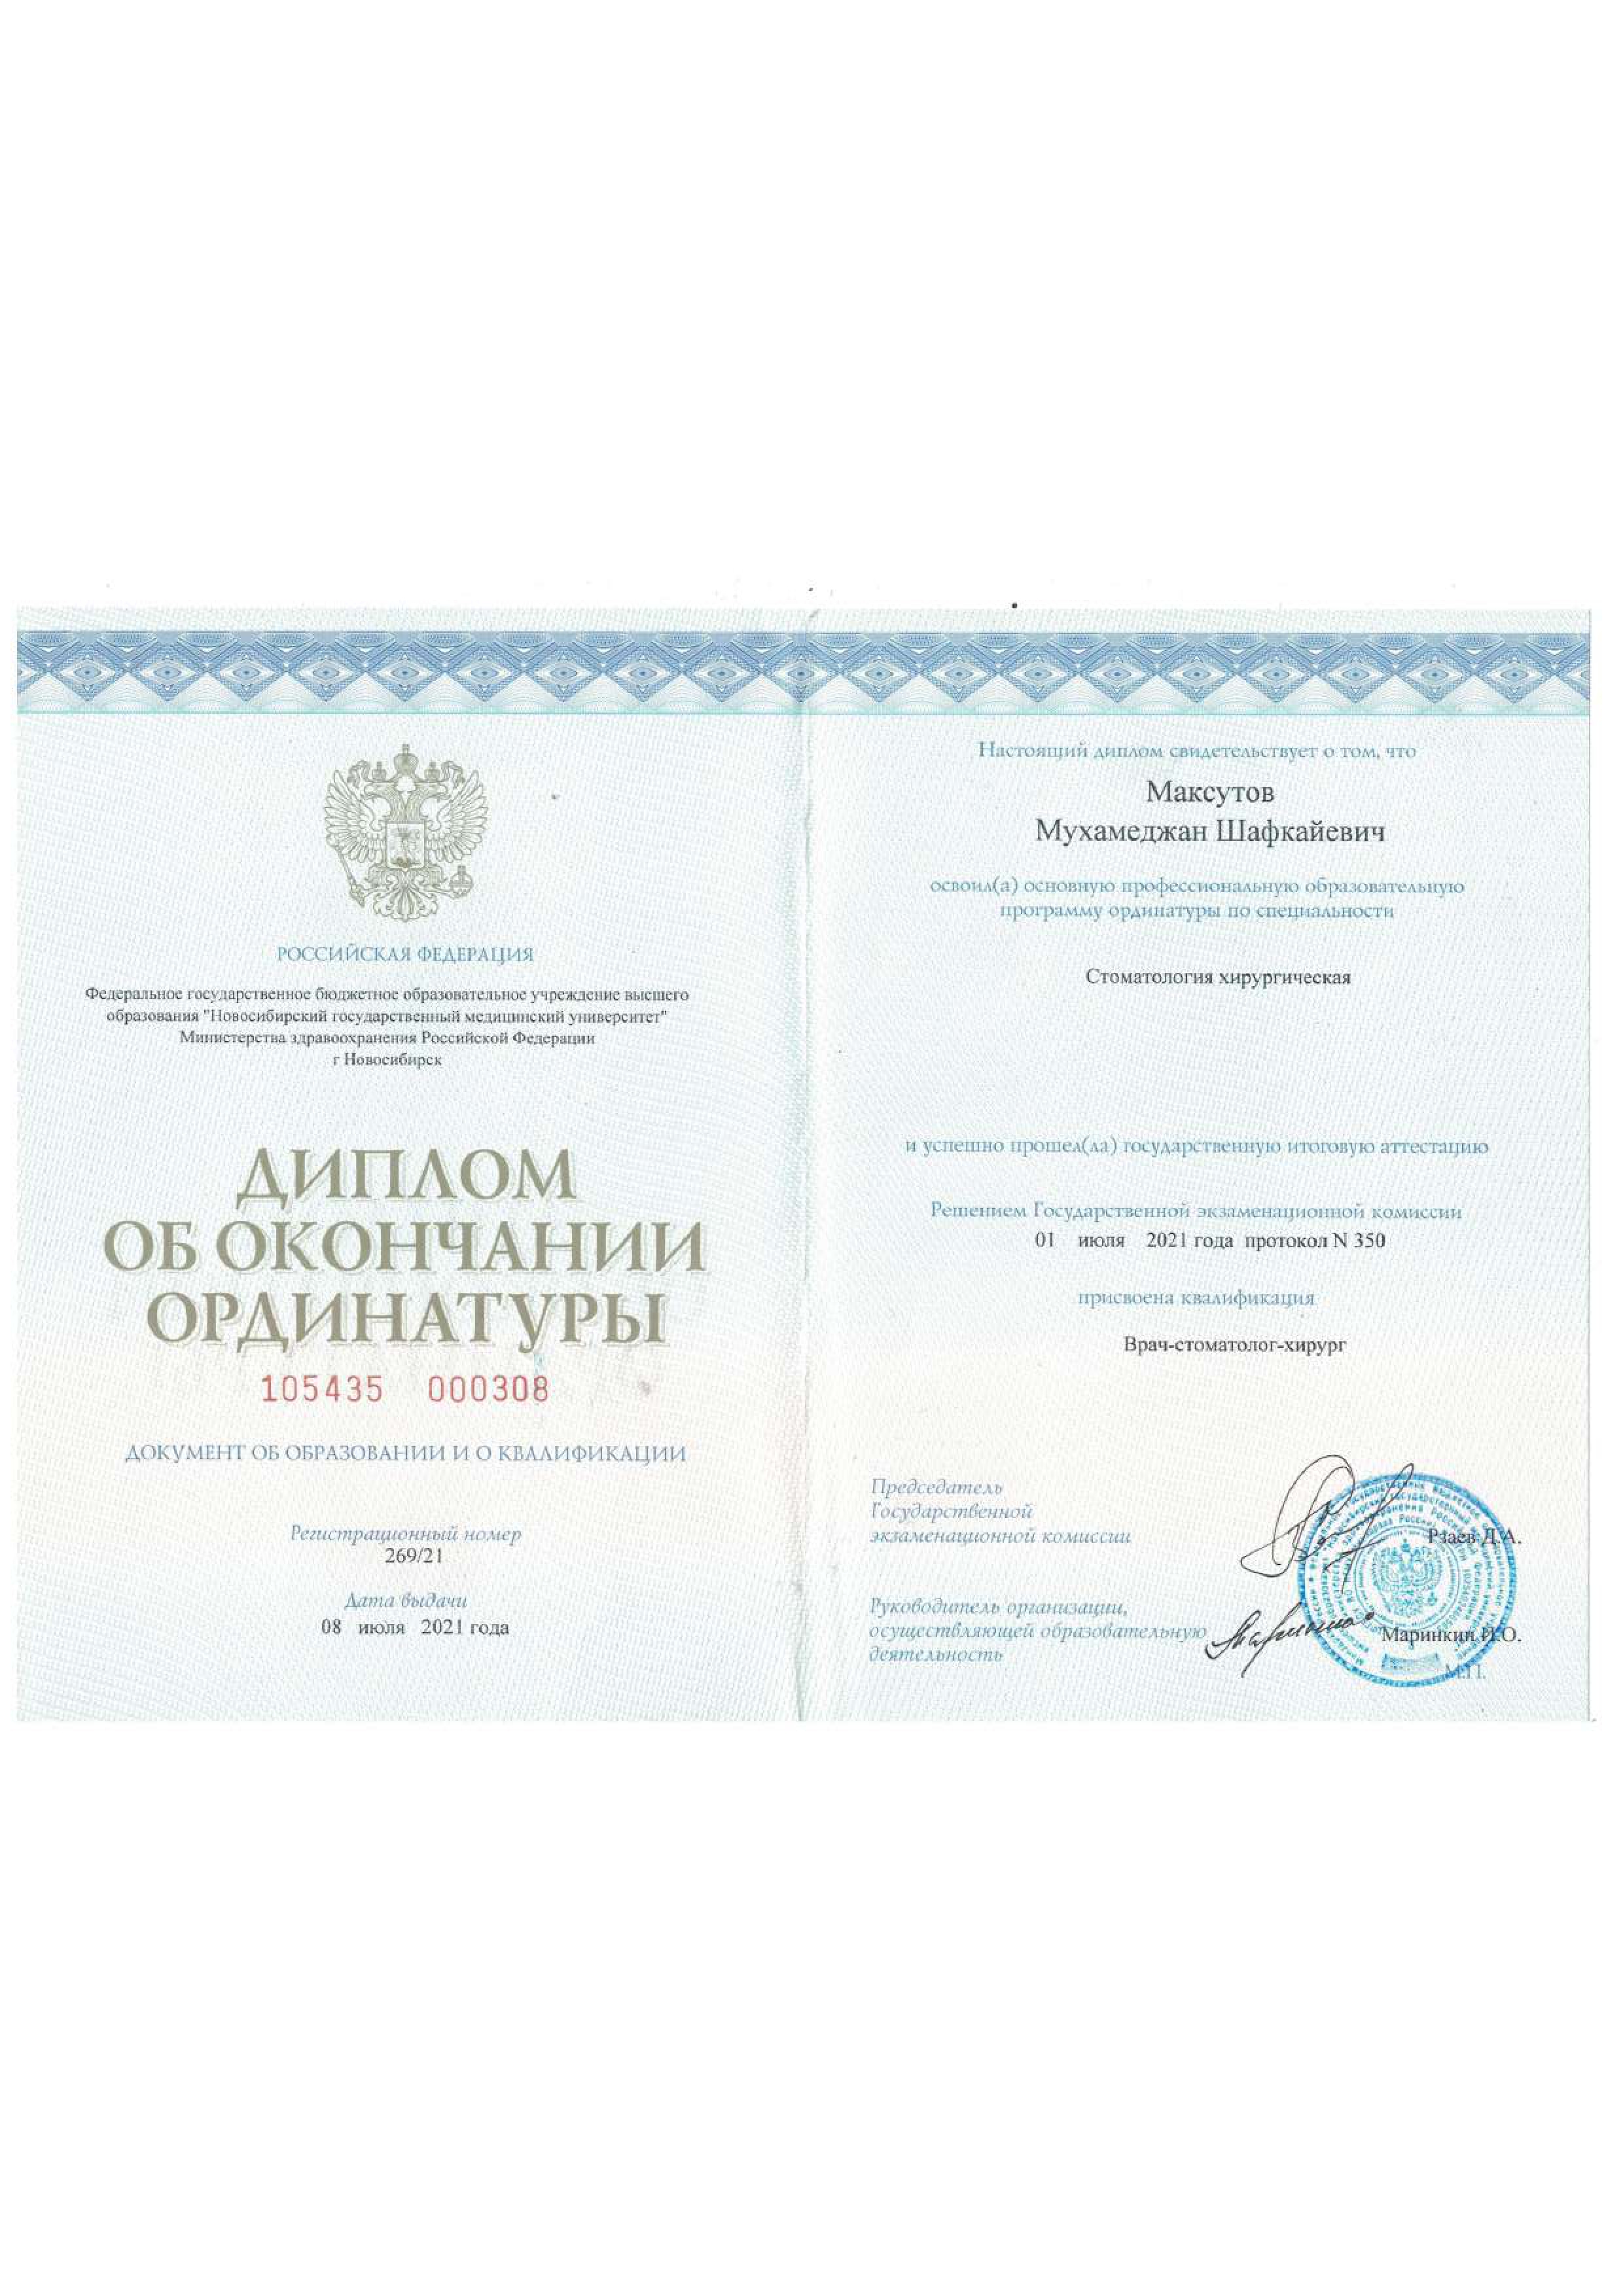 РОССИЙСКАЯ ФЕДЕРАЦИЯ
Федеральное государственное бюджетное образовательное учреждение высшего
образования "Новосибирский государственный медицинский университет"
Министерства здравоохранения Российской Федерации
г Новосибирск
ДИПЛОМ
ОБ ОКОНЧАНИИ
ОРДИНАТУРЫ
105435 000308
ДОКУМЕНТ ОБ ОБРАЗОВАНИИ И О КВАЛИФИКАЦИИ
Регистрационный номер
269/21
Дата выдачи
08 июля 2021 года
Настоящий диплом свидетельствует о том, что
Максутов
Мухамеджан Шафкайевич
освоил(а) основную профессиональную образовательную
программу ординатуры по специальности
Стоматология хирургическая
и успешно прошел(ла) государственную итоговую аттестацию
Решением Государственной экзаменационной комиссии
01 июля 2021 года протокол N 350
присвоена квалификация
Врач-стоматолог-хирург
Председатель
Государственной
экзаменационной комиссии
Рзаев Д.А.
Руководитель организации,
осуществляющей образовательную
деятельность
Маринкин И.О.
М.П.